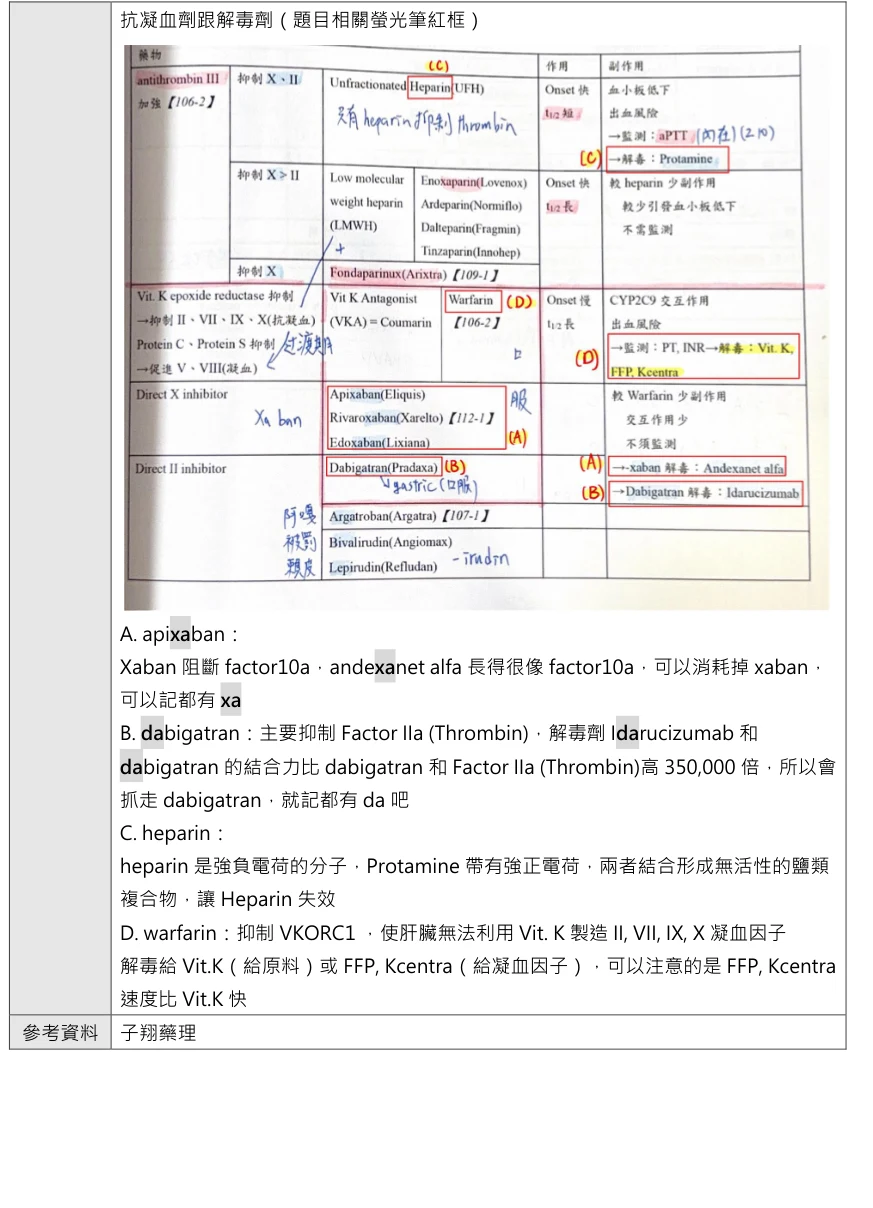 抗凝血劑跟解毒劑（題目相關螢光筆紅框）
藥物
作用
副作用
antithrombin III
加強【106-2】
抑制 X、II
(C)
Unfractionated Heparin(UFH)
只有 heparin 抑制 thrombin
Onset 快
t1/2 短
血小板低下
出血風險
→監測：aPTT (內在)(2 10)
(C)
→解毒：Protamine
抑制 X>II
Low molecular
weight heparin
(LMWH)
+
Enoxaparin(Lovenox)
Ardeparin(Normiflo)
Dalteparin(Fragmin)
Tinzaparin(Innohep)
Onset 快
t1/2 長
較 heparin 少副作用
較少引發血小板低下
不需監測
抑制 X
Fondaparinux(Arixtra)【109-1】
Vit. K epoxide reductase 抑制
→抑制 II、VII、IX、X(抗凝血)
Protein C、Protein S 抑制
→促進 V、VIII(凝血)
過渡期
Vit K Antagonist
(VKA) = Coumarin
Warfarin (D)
【106-2】
口
Onset 慢
t1/2 長
CYP2C9 交互作用
出血風險
(D)
→監測：PT, INR→解毒：Vit. K,
FFP, Kcentra
Direct X inhibitor
Xa ban
Apixaban(Eliquis)
Rivaroxaban(Xarelto)【112-1】
Edoxaban(Lixiana)
服
(A)
較 Warfarin 少副作用
交互作用少
不須監測
(A)
→-xaban 解毒：Andexanet alfa
Direct II inhibitor
Dabigatran(Pradaxa) (B)
gastric (口服)
(B)
→Dabigatran 解毒：Idarucizumab
阿嘎
被罰
賴皮
Argatroban(Argatra)【107-1】
Bivalirudin(Angiomax)
Lepirudin(Refludan)
-irudin
A. apixaban：
Xaban 阻斷 factor10a，andexanet alfa 長得很像 factor10a，可以消耗掉 xaban，
可以記都有 xa
B. dabigatran：主要抑制 Factor IIa (Thrombin)，解毒劑 Idarucizumab 和
dabigatran 的結合力比 dabigatran 和 Factor IIa (Thrombin)高 350,000 倍，所以會
抓走 dabigatran，就記都有 da 吧
C. heparin：
heparin 是強負電荷的分子，Protamine 帶有強正電荷，兩者結合形成無活性的鹽類
複合物，讓 Heparin 失效
D. warfarin：抑制 VKORC1 ，使肝臟無法利用 Vit. K 製造 II, VII, IX, X 凝血因子
解毒給 Vit.K（給原料）或 FFP, Kcentra（給凝血因子），可以注意的是 FFP, Kcentra
速度比 Vit.K 快
參考資料
子翔藥理